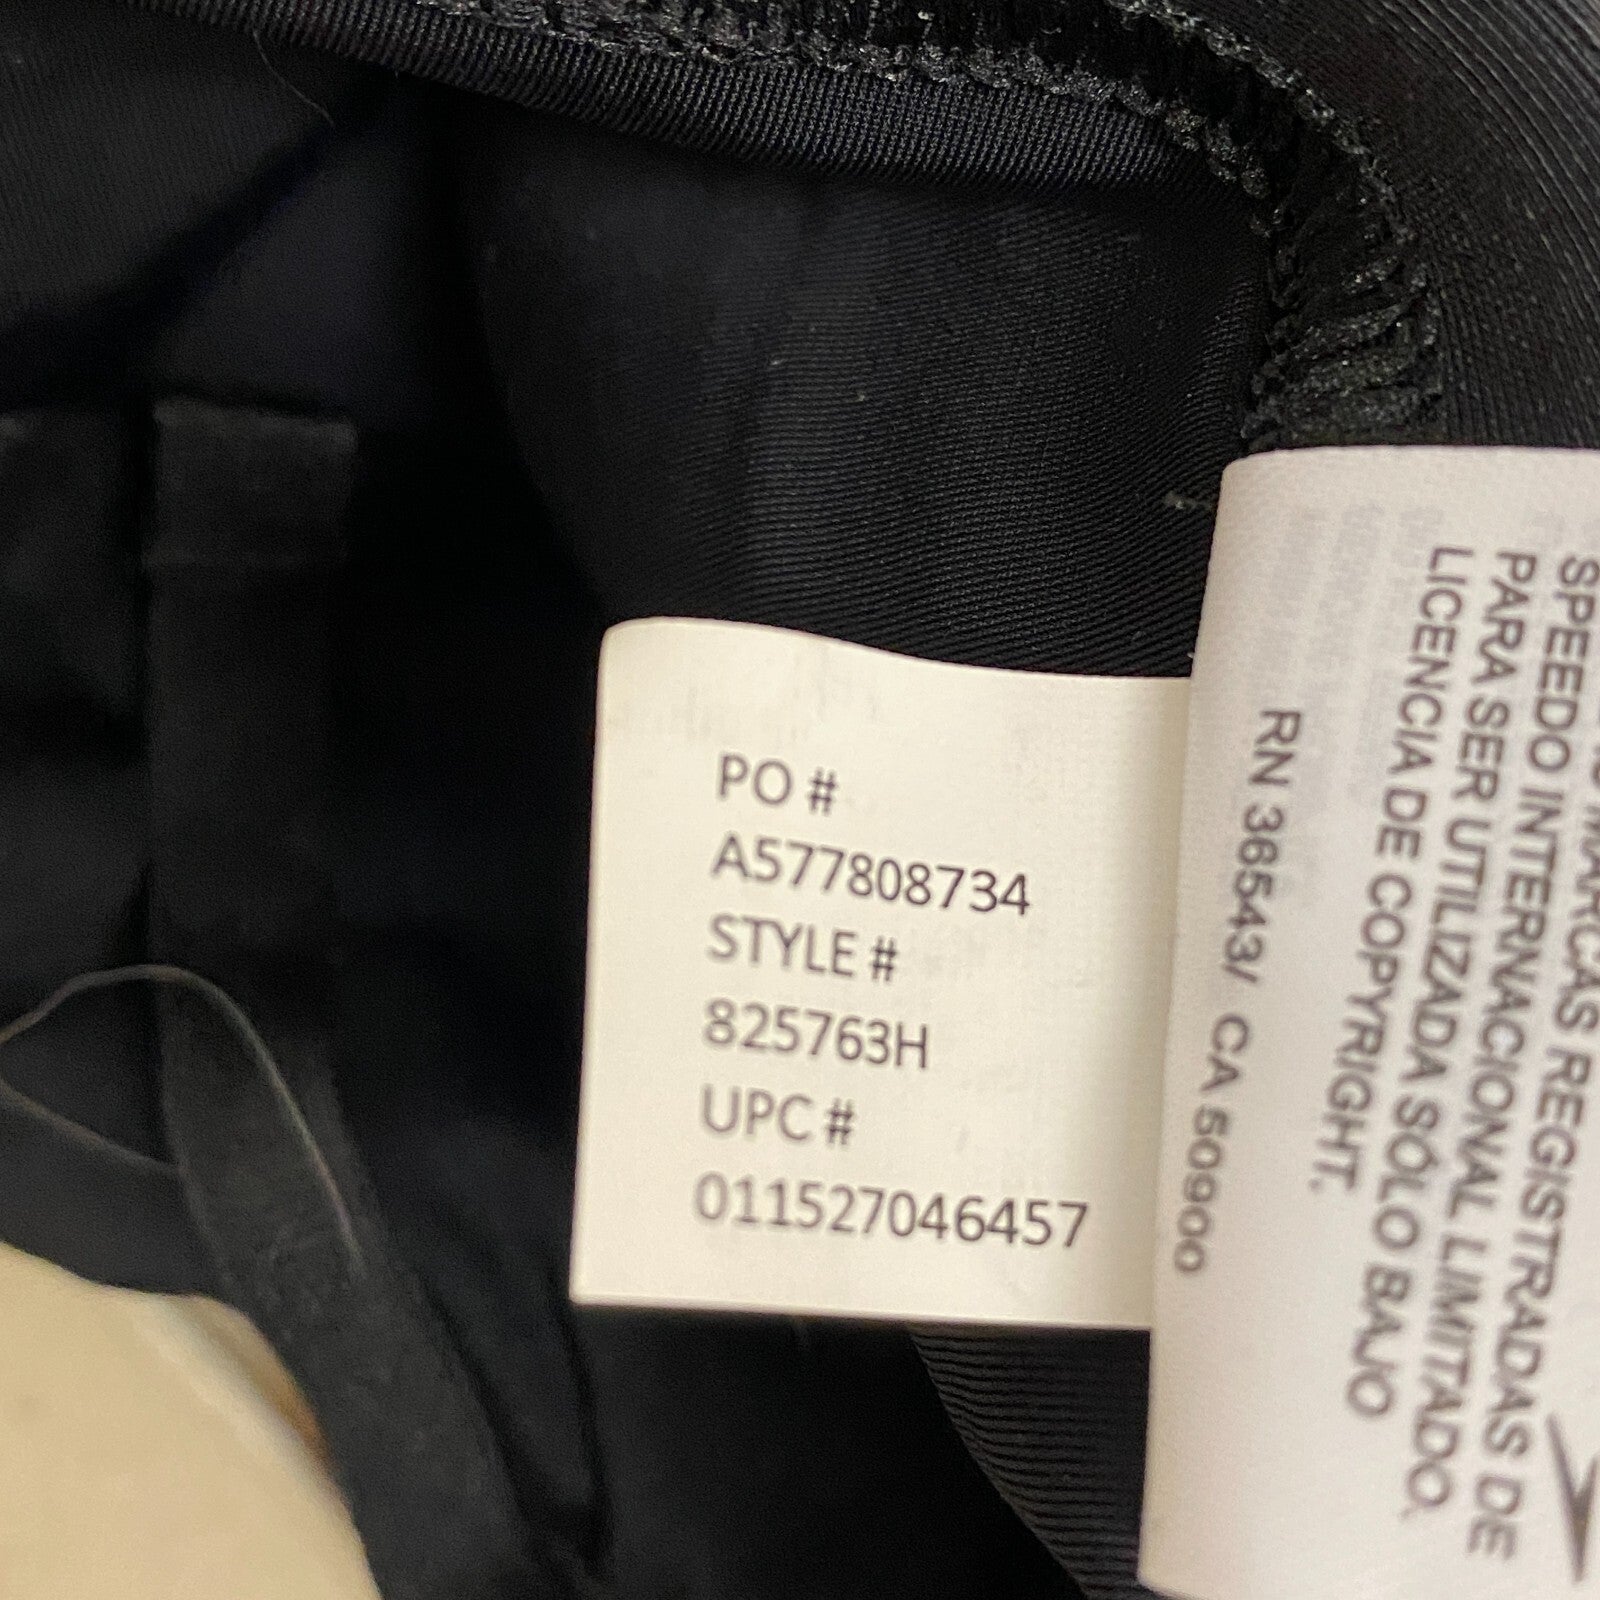 PO #
A577808734
STYLE #
825763H
UPC #
011527046457
MARCAS REGISTRADAS DE
SPEEDO INTERNACIONAL LIMITADO.
PARA SER UTILIZADA SÓLO BAJO
LICENCIA DE COPYRIGHT.
RN 36543/ CA 50900